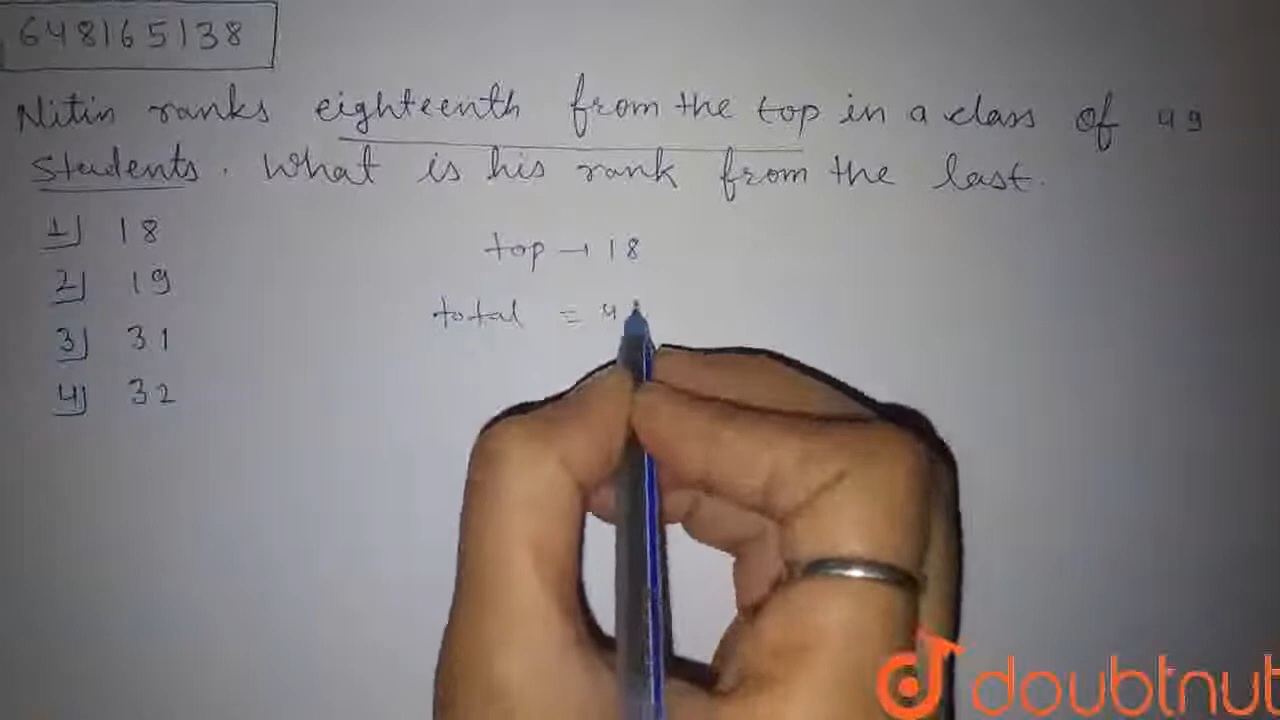 648165138
Nitin ranks eighteenth from the top in a class of 49
students. What is his rank from the last.
1) 18
2) 19
3) 31
4) 32
top → 18
total = 4
doubtnut